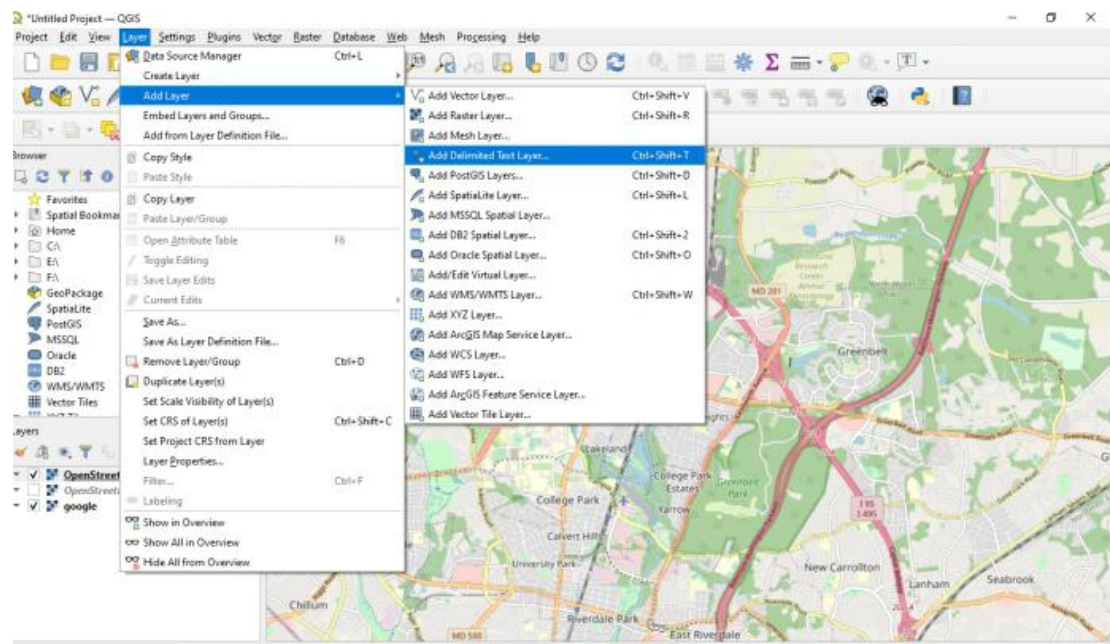 *Untitled Project — QGIS
Project Edit View Layer Settings Plugins Vector Raster Database Web Mesh Processing Help
Data Source Manager Ctrl+L
Create Layer
Add Layer
Embed Layers and Groups...
Add from Layer Definition File...
Copy Style
Paste Style
Copy Layer
Paste Layer/Group
Open Attribute Table F6
Toggle Editing
Save Layer Edits
Current Edits
Save As...
Save As Layer Definition File...
Remove Layer/Group Ctrl+D
Duplicate Layer(s)
Set Scale Visibility of Layer(s)
Set CRS of Layer(s) Ctrl+Shift+C
Set Project CRS from Layer
Layer Properties...
Filter... Ctrl+F
Labeling
Show in Overview
Show All in Overview
Hide All from Overview
Add Vector Layer... Ctrl+Shift+V
Add Raster Layer... Ctrl+Shift+R
Add Mesh Layer...
Add Delimited Text Layer... Ctrl+Shift+T
Add PostGIS Layers... Ctrl+Shift+D
Add SpatiaLite Layer... Ctrl+Shift+L
Add MSSQL Spatial Layer...
Add DB2 Spatial Layer... Ctrl+Shift+2
Add Oracle Spatial Layer... Ctrl+Shift+O
Add/Edit Virtual Layer...
Add WMS/WMTS Layer... Ctrl+Shift+W
Add XYZ Layer...
Add ArcGIS Map Service Layer...
Add WCS Layer...
Add WFS Layer...
Add ArcGIS Feature Service Layer...
Add Vector Tile Layer...
Browser
Favorites
Spatial Bookma
Home
C:\
E:\
F:\
GeoPackage
SpatiaLite
PostGIS
MSSQL
Oracle
DB2
WMS/WMTS
Vector Tiles
ayers
OpenStreet
OpenStreet
google
MD 201
Greenbelt
Lakeland
College Park
Estates
Greenbelt
Park
College Park
Yarrow
I 95
I 495
Calvert Hills
University Park
New Carrollton
Lanham
Seabrook
Chillum
Riverdale Park
MD 500
East Riverdale